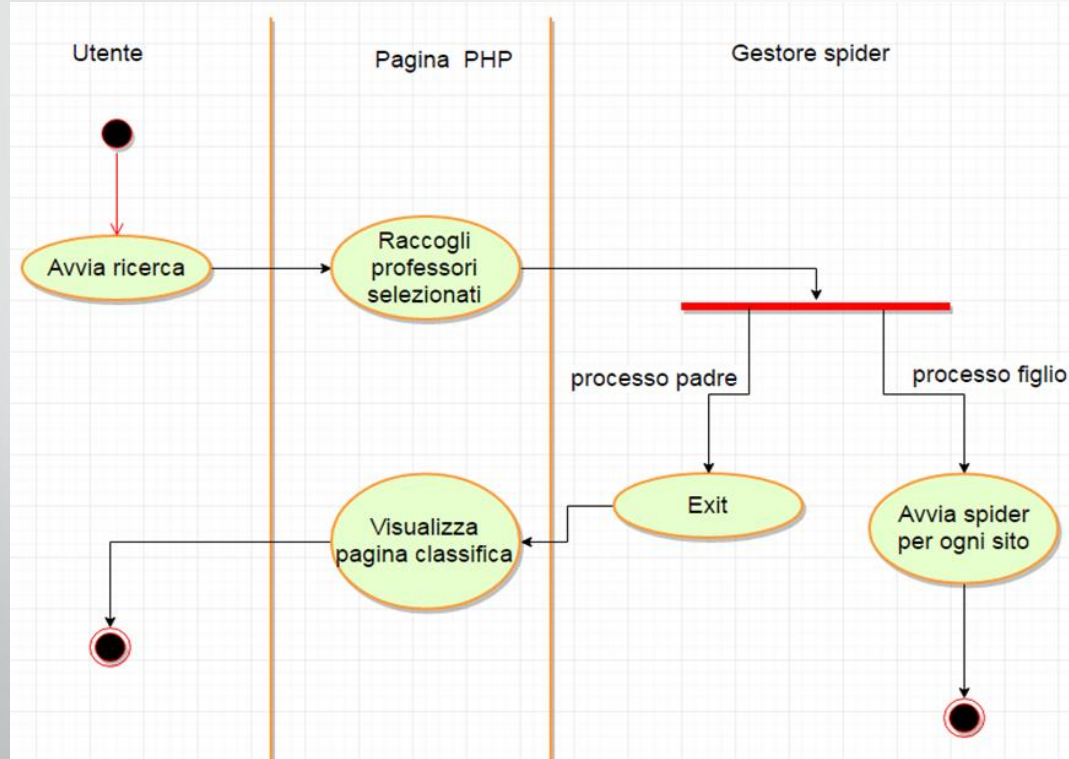 Utente
Pagina PHP
Gestore spider
Avvia ricerca
Raccogli
professori
selezionati
processo padre
processo figlio
Exit
Avvia spider
per ogni sito
Visualizza
pagina classifica